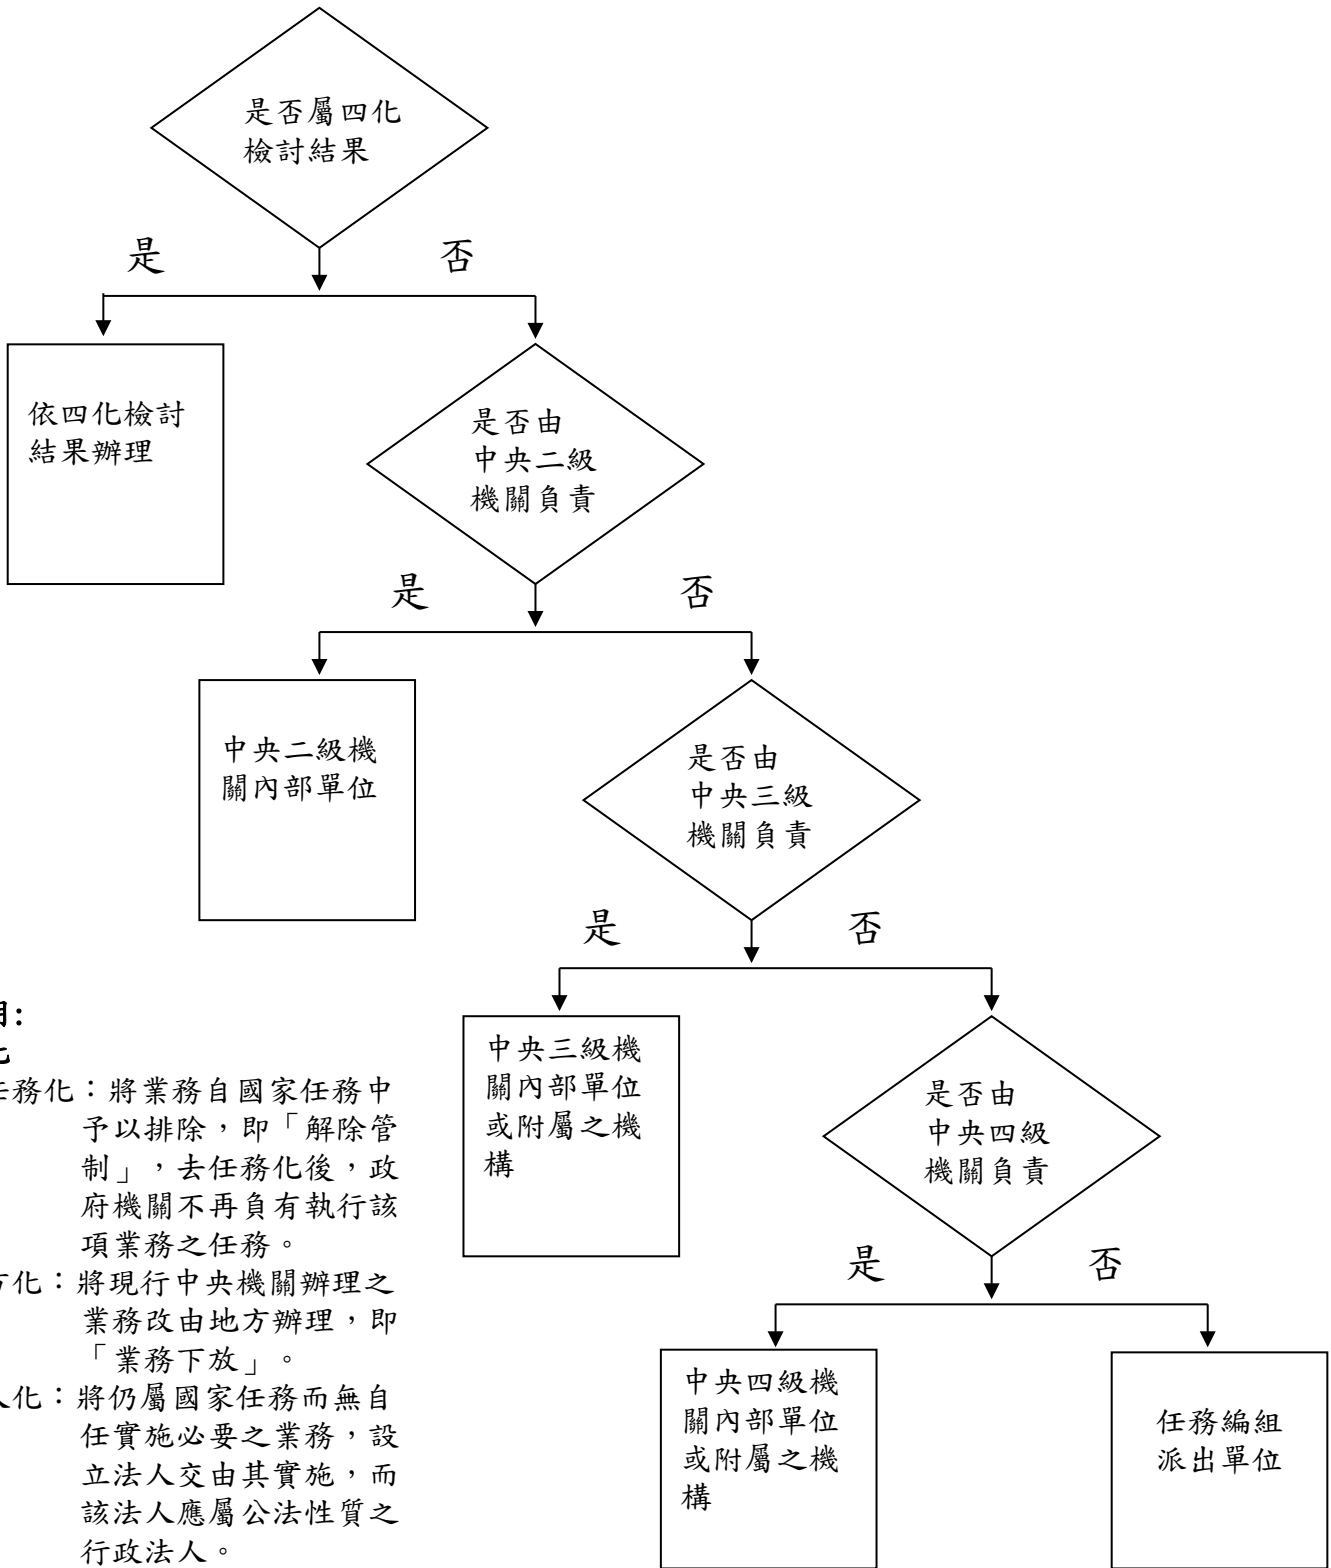 是否屬四化
檢討結果
是
否
依四化檢討
結果辦理
是否由
中央二級
機關負責
是
否
中央二級機
關內部單位
是否由
中央三級
機關負責
是
否
中央三級機
關內部單位
或附屬之機
構
是否由
中央四級
機關負責
是
否
中央四級機
關內部單位
或附屬之機
構
任務編組
派出單位
:
化
任務化：將業務自國家任務中
予以排除，即「解除管
制」，去任務化後，政
府機關不再負有執行該
項業務之任務。
方化：將現行中央機關辦理之
業務改由地方辦理，即
「業務下放」。
人化：將仍屬國家任務而無自
任實施必要之業務，設
立法人交由其實施，而
該法人應屬公法性質之
行政法人。